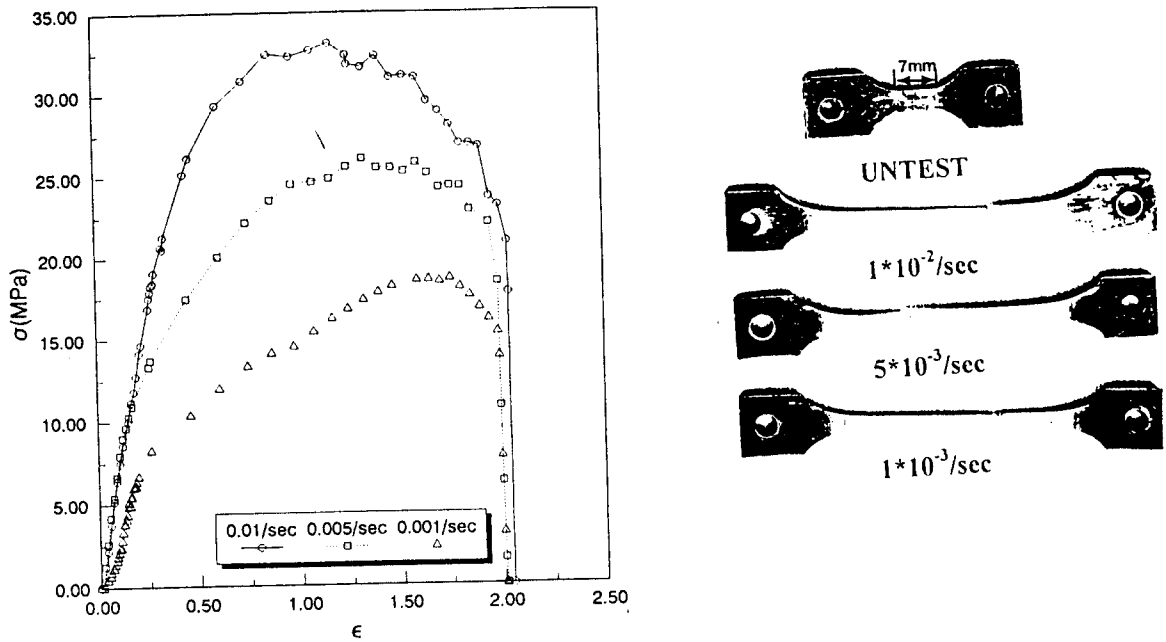 35.00
30.00
25.00
20.00
15.00
10.00
5.00
0.00
σ(MPa)
0.00 0.50 1.00 1.50 2.00 2.50
ϵ
0.01/sec 0.005/sec 0.001/sec
7mm
UNTEST
1*10⁻²/sec
5*10⁻³/sec
1*10⁻³/sec